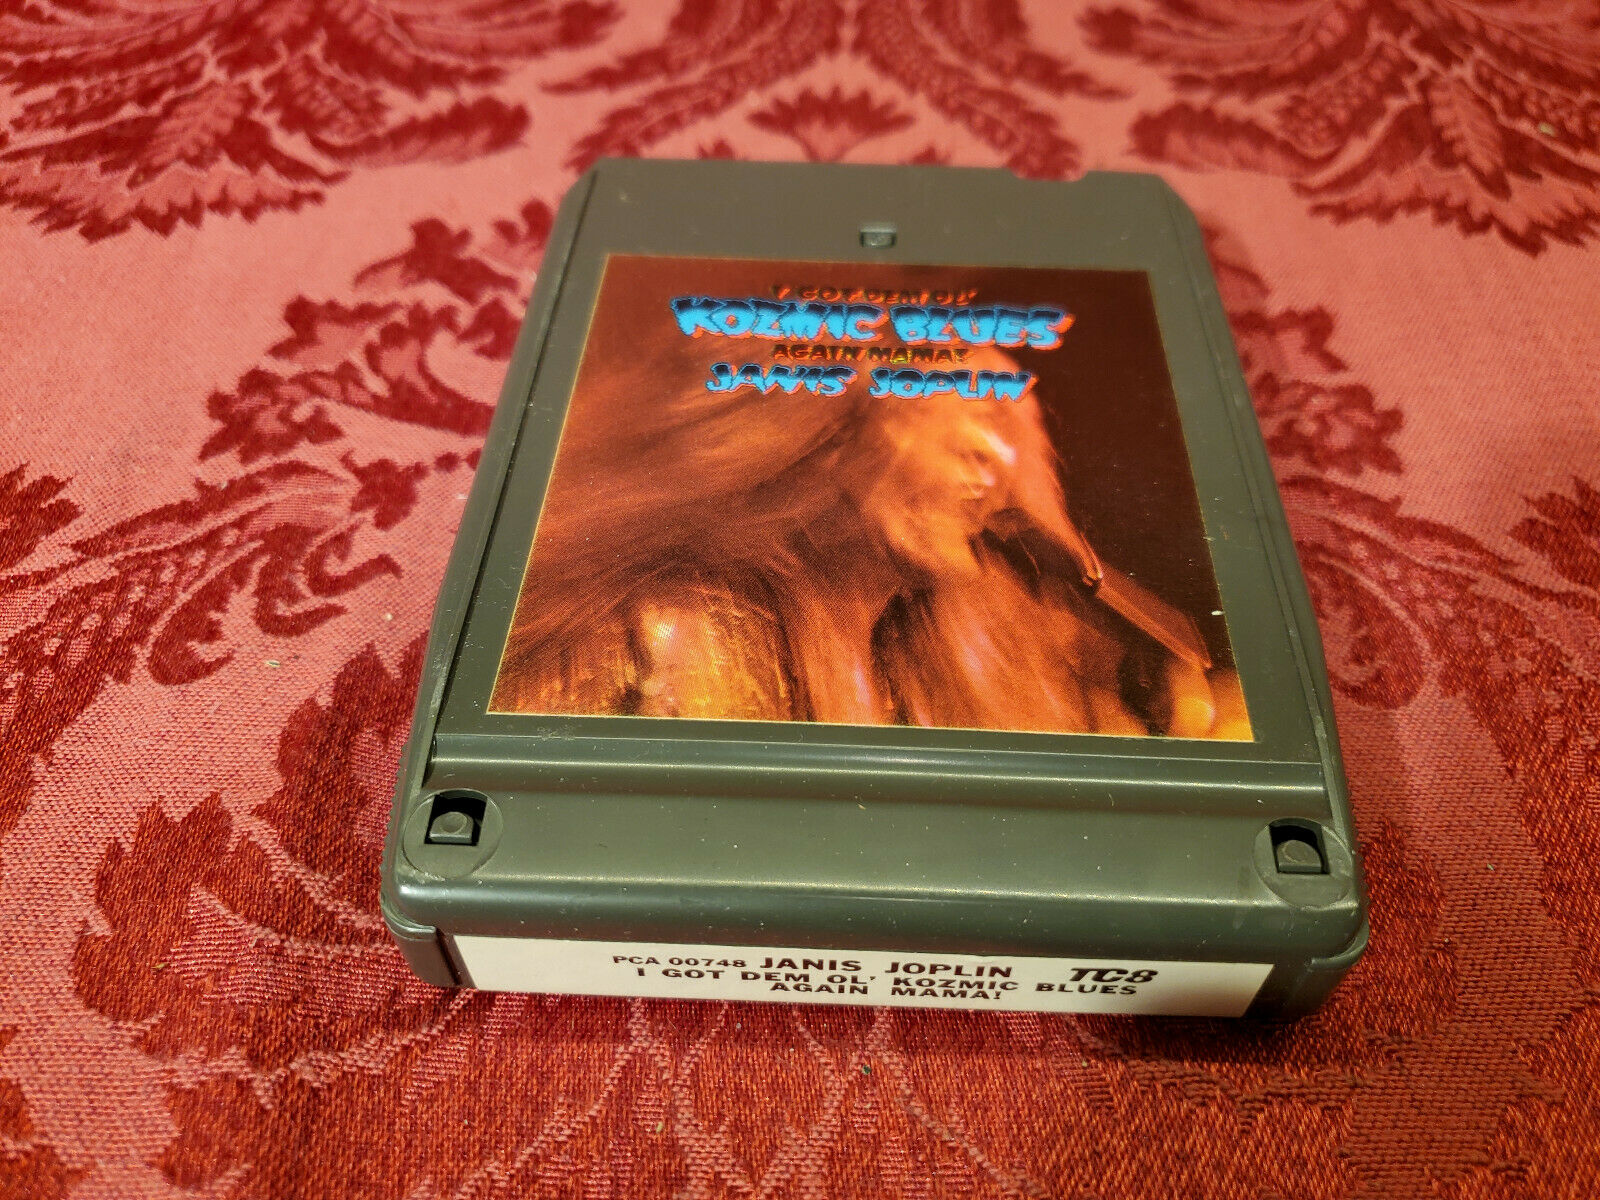 I GOT DEM OL'
KOZMIC BLUES
AGAIN MAMA!
JANIS JOPLIN
PCA 00748 JANIS JOPLIN TC8
I GOT DEM OL' KOZMIC BLUES
AGAIN MAMA!